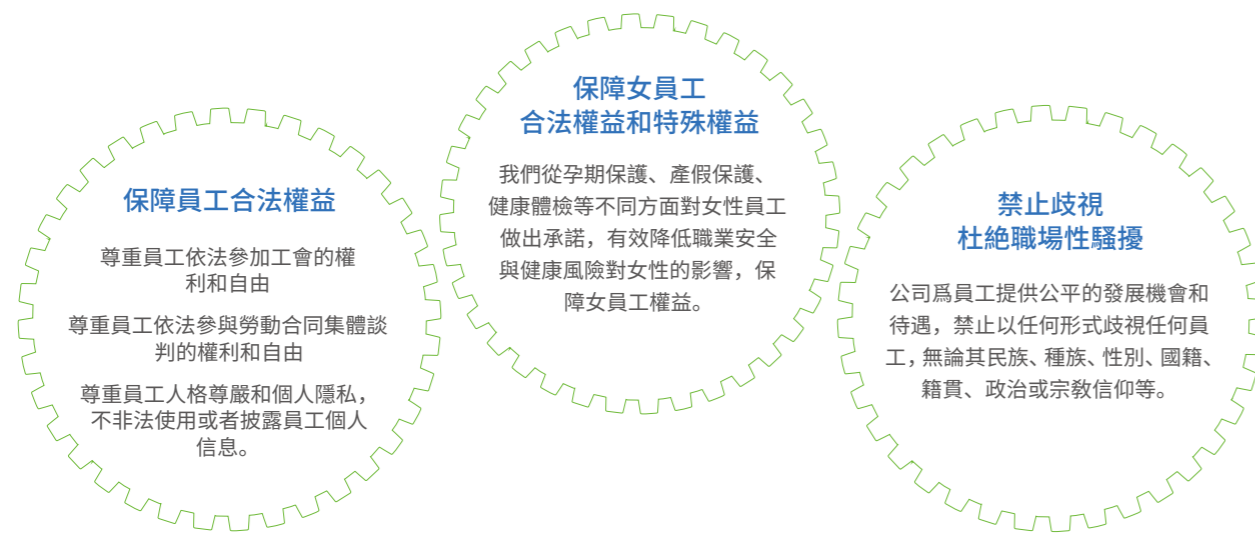 保障員工合法權益
尊重員工依法參加工會的權
利和自由
尊重員工依法參與勞動合同集體談
判的權利和自由
尊重員工人格尊嚴和個人隱私，
不非法使用或者披露員工個人
信息。
保障女員工
合法權益和特殊權益
我們從孕期保護、產假保護、
健康體檢等不同方面對女性員工
做出承諾，有效降低職業安全
與健康風險對女性的影響，保
障女員工權益。
禁止歧視
杜絶職場性騷擾
公司爲員工提供公平的發展機會和
待遇，禁止以任何形式歧視任何員
工，無論其民族、種族、性別、國籍、
籍貫、政治或宗敎信仰等。